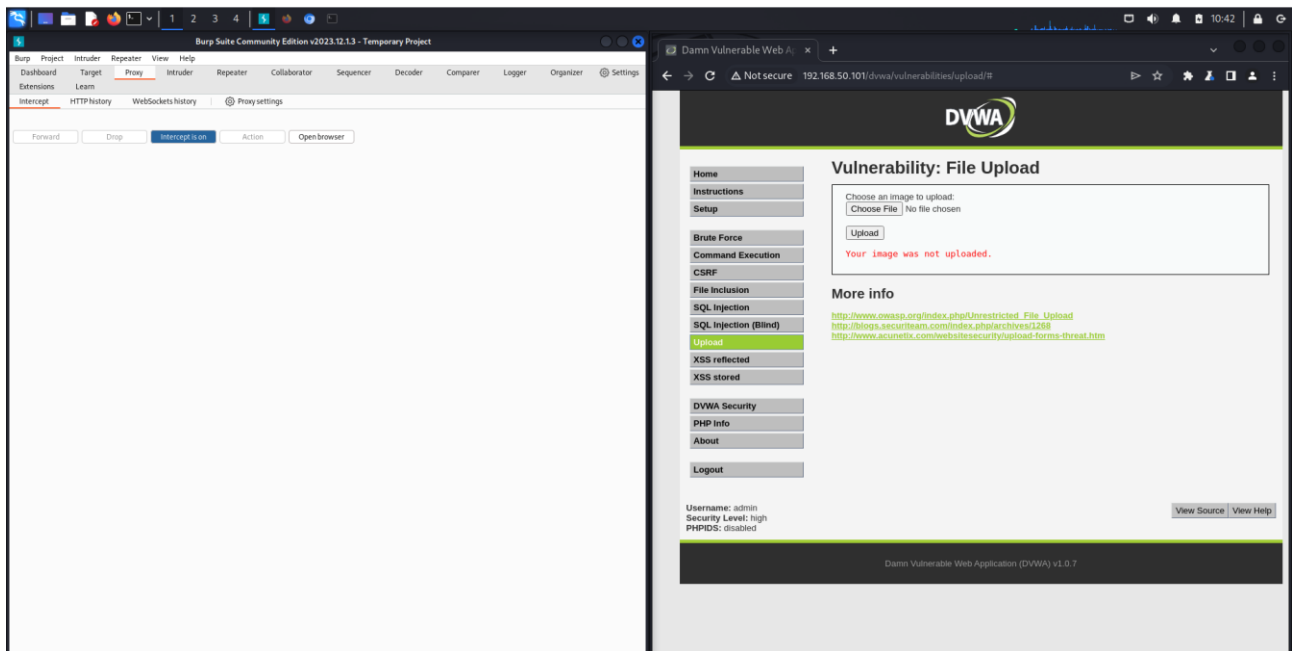 1 2 3 4
10:42
Burp Suite Community Edition v2023.12.1.3 - Temporary Project
Burp Project Intruder Repeater View Help
Dashboard Target Proxy Intruder Repeater Collaborator Sequencer Decoder Comparer Logger Organizer Settings
Extensions Learn
Intercept HTTP history WebSockets history Proxy settings
Forward Drop Intercept is on Action Open browser
Damn Vulnerable Web Ap
Not secure 192.168.50.101/dvwa/vulnerabilities/upload/#
DVWA
Home
Instructions
Setup
Brute Force
Command Execution
CSRF
File Inclusion
SQL Injection
SQL Injection (Blind)
Upload
XSS reflected
XSS stored
DVWA Security
PHP Info
About
Logout
Vulnerability: File Upload
Choose an image to upload:
Choose File No file chosen
Upload
Your image was not uploaded.
More info
http://www.owasp.org/index.php/Unrestricted_File_Upload
http://blogs.securiteam.com/index.php/archives/1268
http://www.acunetix.com/websitesecurity/upload-forms-threat.htm
Username: admin
Security Level: high
PHPIDS: disabled
View Source View Help
Damn Vulnerable Web Application (DVWA) v1.0.7